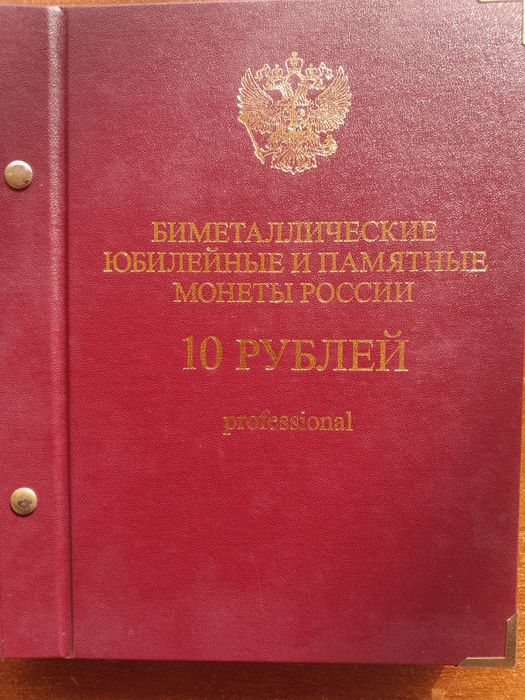 БИМЕТАЛЛИЧЕСКИЕ
ЮБИЛЕЙНЫЕ И ПАМЯТНЫЕ
МОНЕТЫ РОССИИ
10 РУБЛЕЙ
professional